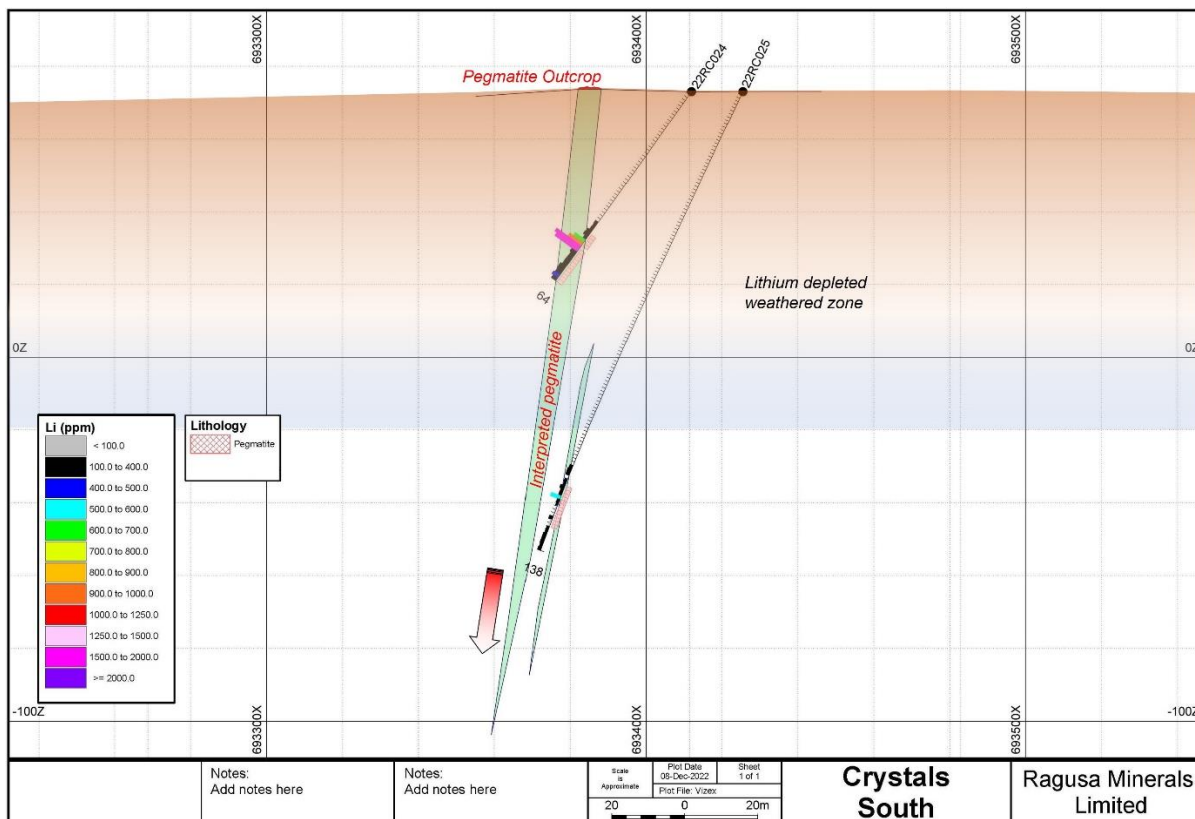 693300X
693400X
693500X
22RC024
22RC025
Pegmatite Outcrop
Lithium depleted
weathered zone
64
0Z
0Z
Interpreted pegmatite
138
Li (ppm)
< 100.0
100.0 to 400.0
400.0 to 500.0
500.0 to 600.0
600.0 to 700.0
700.0 to 800.0
800.0 to 900.0
900.0 to 1000.0
1000.0 to 1250.0
1250.0 to 1500.0
1500.0 to 2000.0
>= 2000.0
Lithology
Pegmatite
-100Z
-100Z
693300X
693400X
693500X
Notes:
Add notes here
Notes:
Add notes here
Scale
is
Approximate
Plot Date
08-Dec-2022
Sheet
1 of 1
Plot File: Vizex
20 0 20m
Crystals
South
Ragusa Minerals
Limited